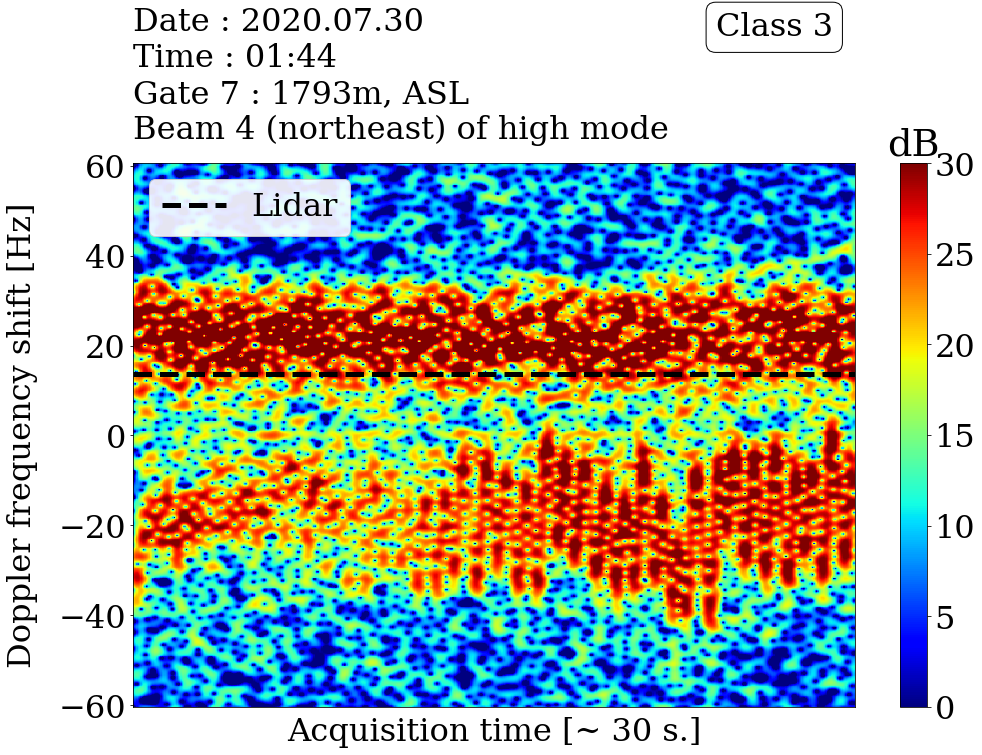 Date : 2020.07.30
Time : 01:44
Gate 7 : 1793m, ASL
Beam 4 (northeast) of high mode
Class 3
dB
Lidar
60
40
20
0
−20
−40
−60
Doppler frequency shift [Hz]
Acquisition time [~ 30 s.]
30
25
20
15
10
5
0